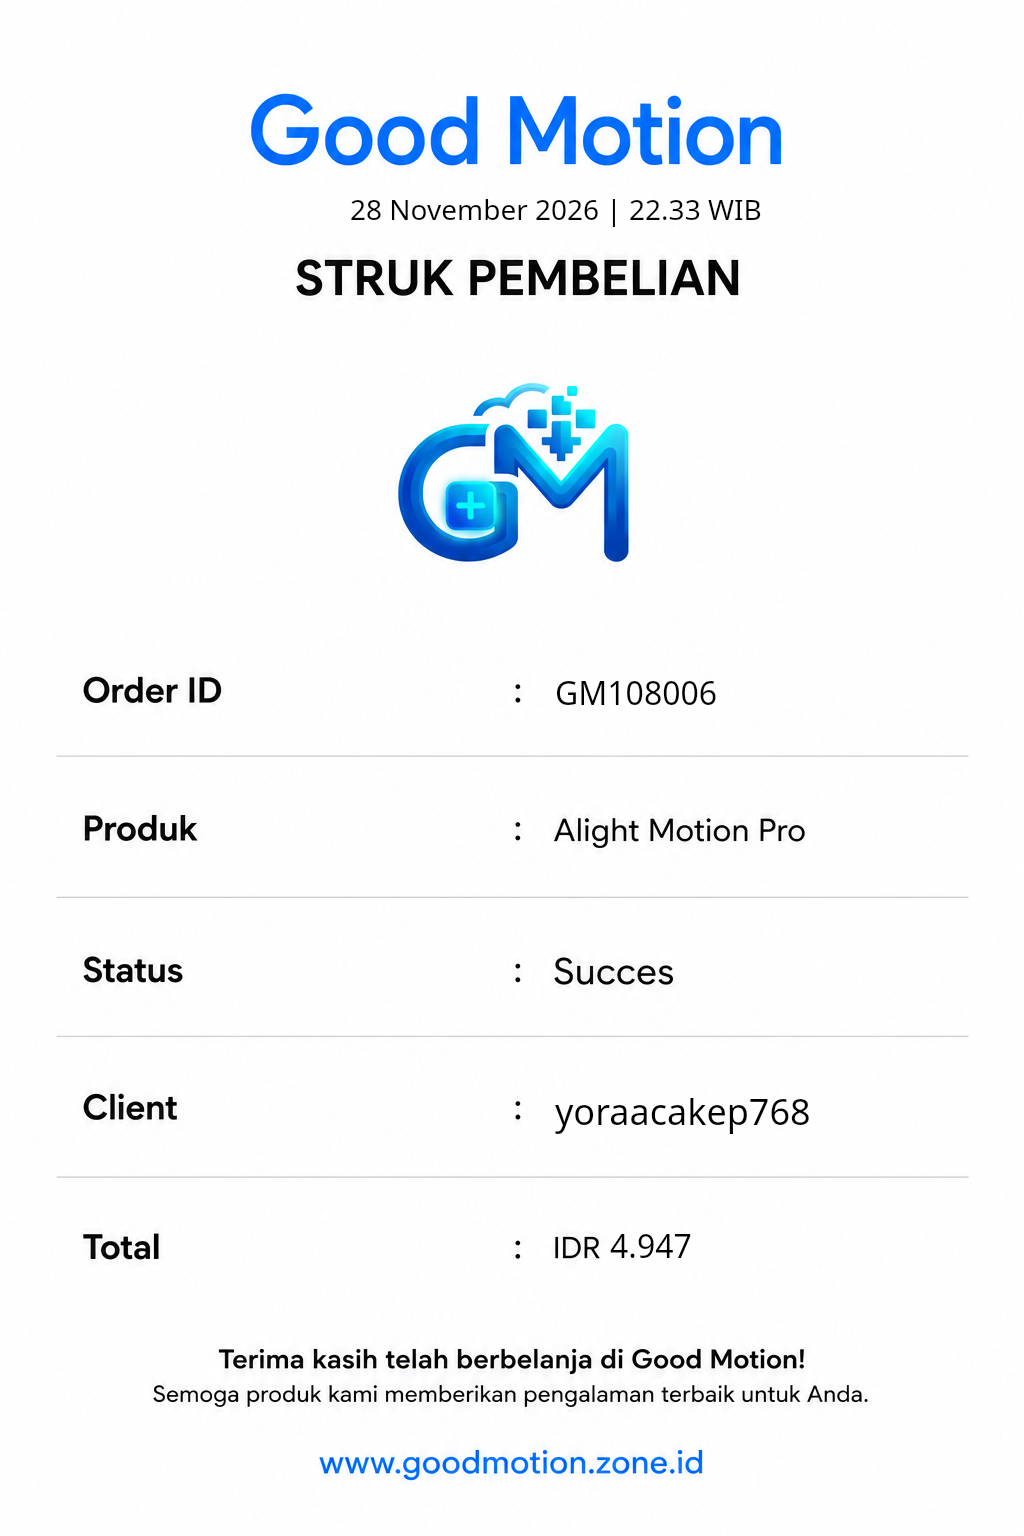 Good Motion
28 November 2026 | 22.33 WIB
STRUK PEMBELIAN
GM
Order ID : GM108006
Produk : Alight Motion Pro
Status : Succes
Client : yoraacakep768
Total : IDR 4.947
Terima kasih telah berbelanja di Good Motion!
Semoga produk kami memberikan pengalaman terbaik untuk Anda.
www.goodmotion.zone.id